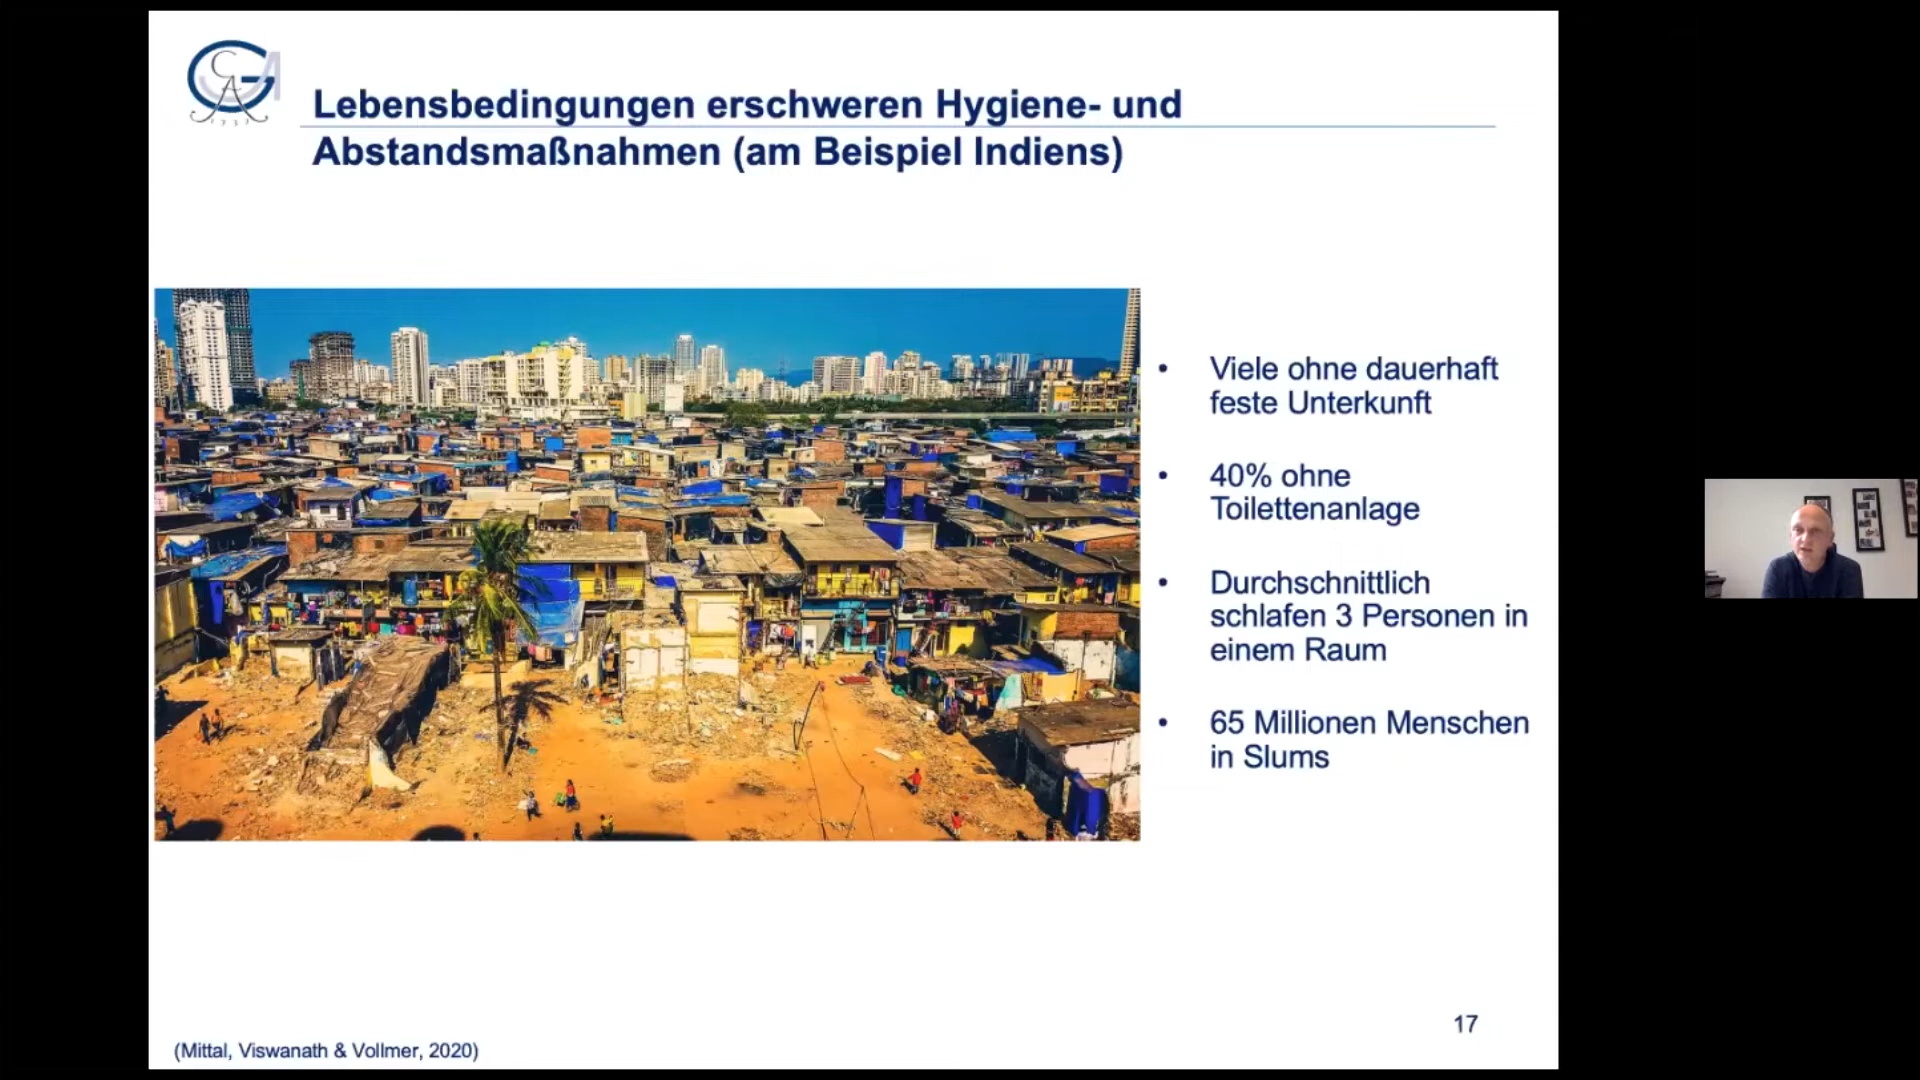 Lebensbedingungen erschweren Hygiene- und
Abstandsmaßnahmen (am Beispiel Indiens)
• Viele ohne dauerhaft
feste Unterkunft
• 40% ohne
Toilettenanlage
• Durchschnittlich
schlafen 3 Personen in
einem Raum
• 65 Millionen Menschen
in Slums
17
(Mittal, Viswanath & Vollmer, 2020)